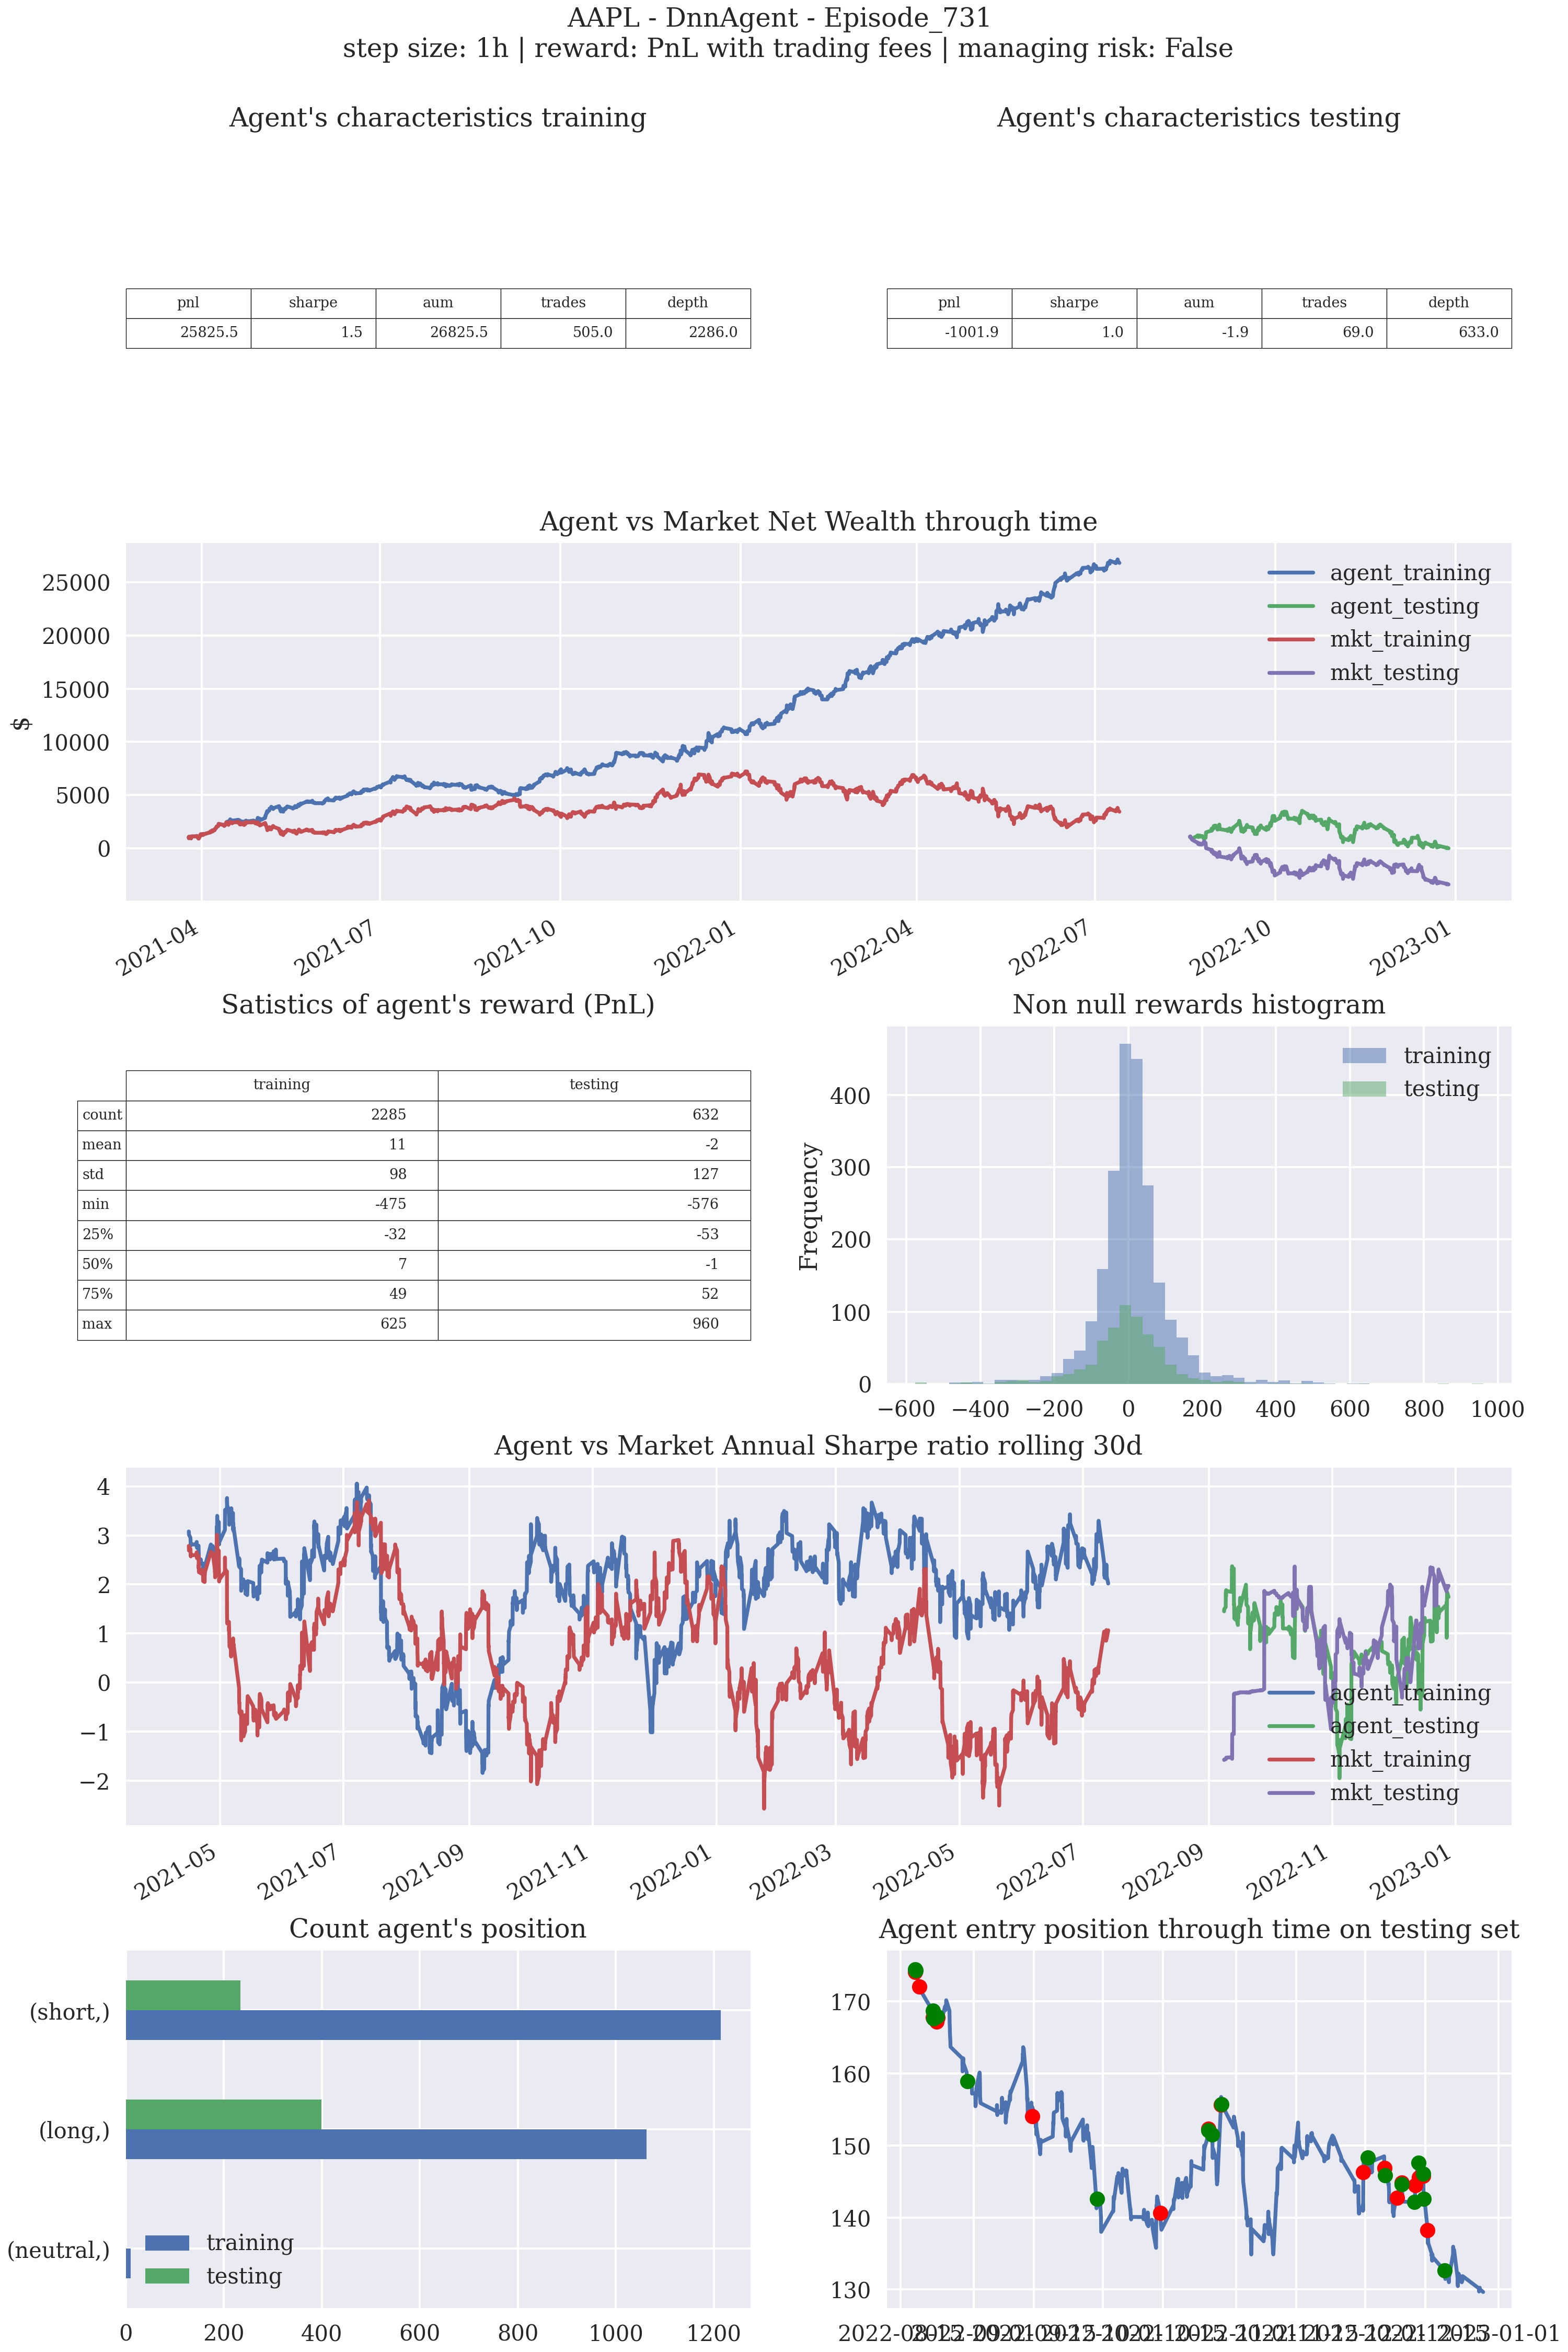 AAPL - DnnAgent - Episode_731
step size: 1h | reward: PnL with trading fees | managing risk: False
Agent's characteristics training
Agent's characteristics testing
pnl sharpe aum trades depth
25825.5 1.5 26825.5 505.0 2286.0
pnl sharpe aum trades depth
-1001.9 1.0 -1.9 69.0 633.0
Agent vs Market Net Wealth through time
$
25000
20000
15000
10000
5000
0
agent_training
agent_testing
mkt_training
mkt_testing
2021-04 2021-07 2021-10 2022-01 2022-04 2022-07 2022-10 2023-01
Satistics of agent's reward (PnL)
training testing
count 2285 632
mean 11 -2
std 98 127
min -475 -576
25% -32 -53
50% 7 -1
75% 49 52
max 625 960
Non null rewards histogram
Frequency
400
300
200
100
0
training
testing
−600 −400 −200 0 200 400 600 800 1000
Agent vs Market Annual Sharpe ratio rolling 30d
4
3
2
1
0
−1
−2
agent_training
agent_testing
mkt_training
mkt_testing
2021-05 2021-07 2021-09 2021-11 2022-01 2022-03 2022-05 2022-07 2022-09 2022-11 2023-01
Count agent's position
(short,)
(long,)
(neutral,)
training
testing
0 200 400 600 800 1000 1200
Agent entry position through time on testing set
170
160
150
140
130